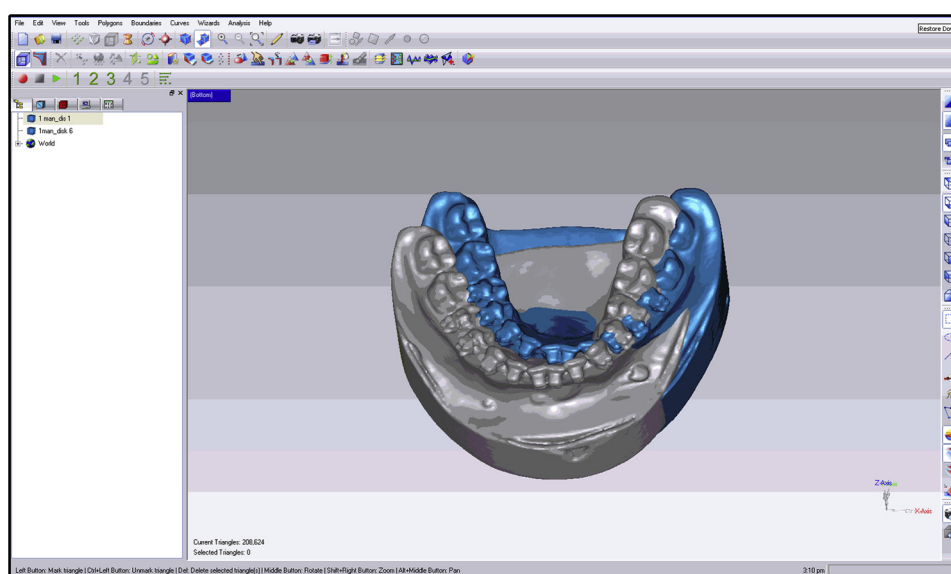 File Edit View Tools Polygons Boundaries Curves Wizards Analysis Help
Restore Do
1 2 3 4 5
(Bottom)
1 man_dis 1
1man_disk 6
World
Z-Axis
X-Axis
Current Triangles: 208,624
Selected Triangles: 0
Left Button: Mark triangle | Ctrl+Left Button: Unmark triangle | Del: Delete selected triangle(s) | Middle Button: Rotate | Shift+Right Button: Zoom | Alt+Middle Button: Pan
3:10 pm